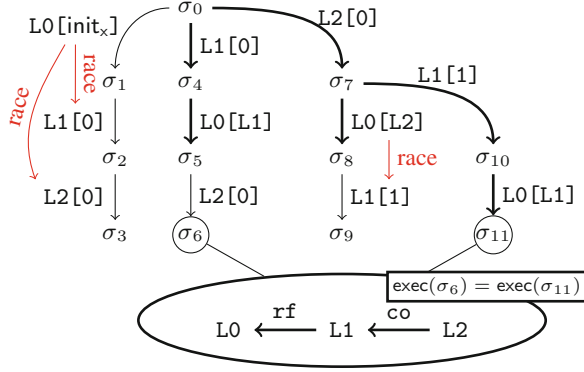 σ₀
L0[initₓ] L1[0] L2[0]
race race σ₁ σ₄ σ₇ L1[1]
L1[0] L0[L1] L0[L2]
σ₂ σ₅ σ₈ race σ₁₀
L2[0] L2[0] L1[1] L0[L1]
σ₃ σ₆ σ₉ σ₁₁
exec(σ₆) = exec(σ₁₁)
rf co
L0 L1 L2